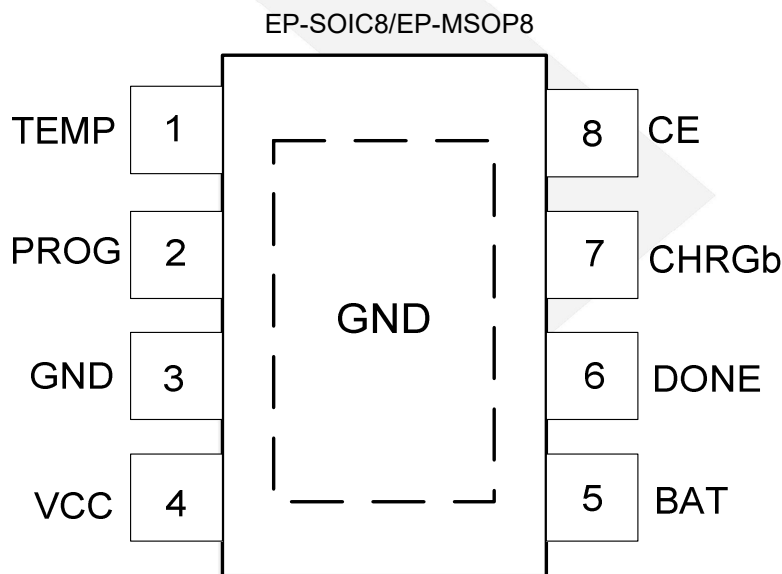 EP-SOIC8/EP-MSOP8
TEMP 1 8 CE
PROG 2 7 CHRGb
GND
GND 3 6 DONE
VCC 4 5 BAT